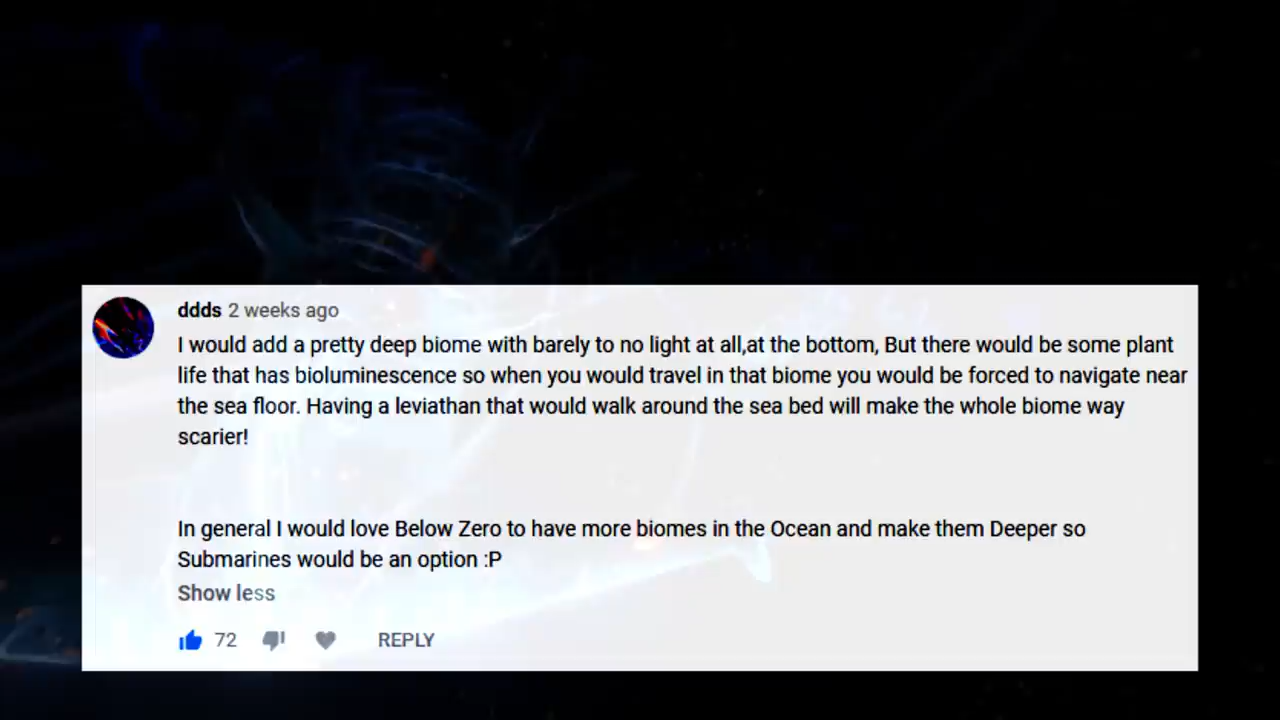 ddds 2 weeks ago
I would add a pretty deep biome with barely to no light at all,at the bottom, But there would be some plant
life that has bioluminescence so when you would travel in that biome you would be forced to navigate near
the sea floor. Having a leviathan that would walk around the sea bed will make the whole biome way
scarier!
In general I would love Below Zero to have more biomes in the Ocean and make them Deeper so
Submarines would be an option :P
Show less
72 REPLY